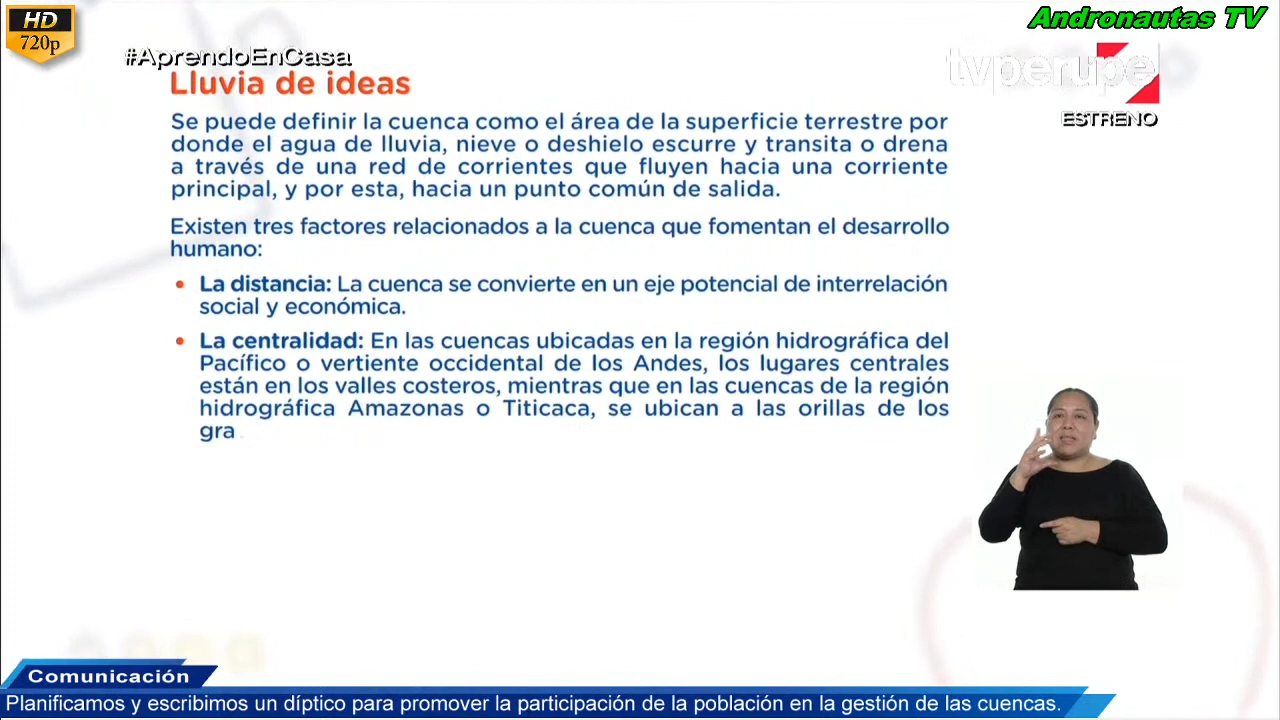 HD
720p
#AprendoEnCasa
Andronautas TV
tvperu.pe
ESTRENO
Lluvia de ideas
Se puede definir la cuenca como el área de la superficie terrestre por
donde el agua de lluvia, nieve o deshielo escurre y transita o drena
a través de una red de corrientes que fluyen hacia una corriente
principal, y por esta, hacia un punto común de salida.
Existen tres factores relacionados a la cuenca que fomentan el desarrollo
humano:
• La distancia: La cuenca se convierte en un eje potencial de interrelación
social y económica.
• La centralidad: En las cuencas ubicadas en la región hidrográfica del
Pacífico o vertiente occidental de los Andes, los lugares centrales
están en los valles costeros, mientras que en las cuencas de la región
hidrográfica Amazonas o Titicaca, se ubican a las orillas de los
gra
Comunicación
Planificamos y escribimos un díptico para promover la participación de la población en la gestión de las cuencas.